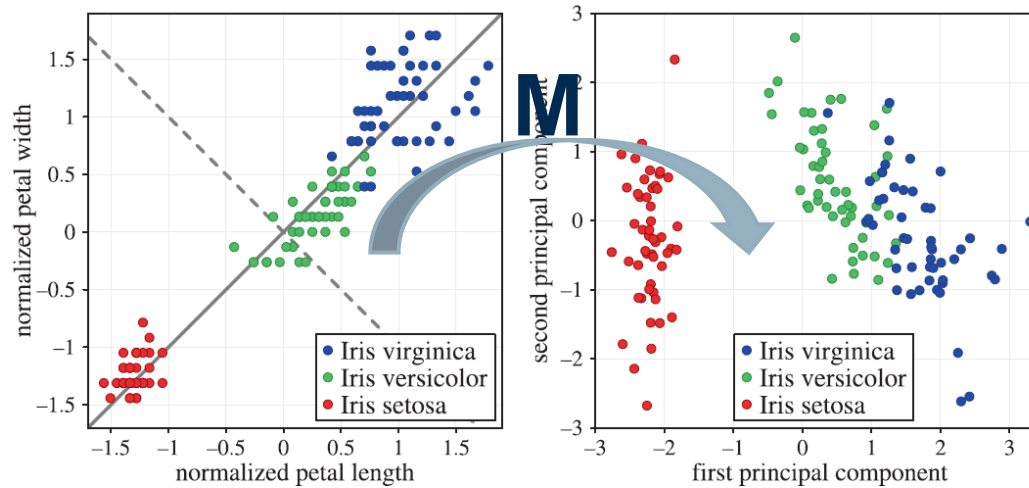 normalized petal width
1.5
1
0.5
0
−0.5
−1
−1.5
−1 −0.5 0 0.5 1 1.5
normalized petal length
Iris virginica
Iris versicolor
Iris setosa
M
second principal component
3
2
1
0
−1
−2
−3
−3 −2 −1 0 1 2 3
first principal component
Iris virginica
Iris versicolor
Iris setosa